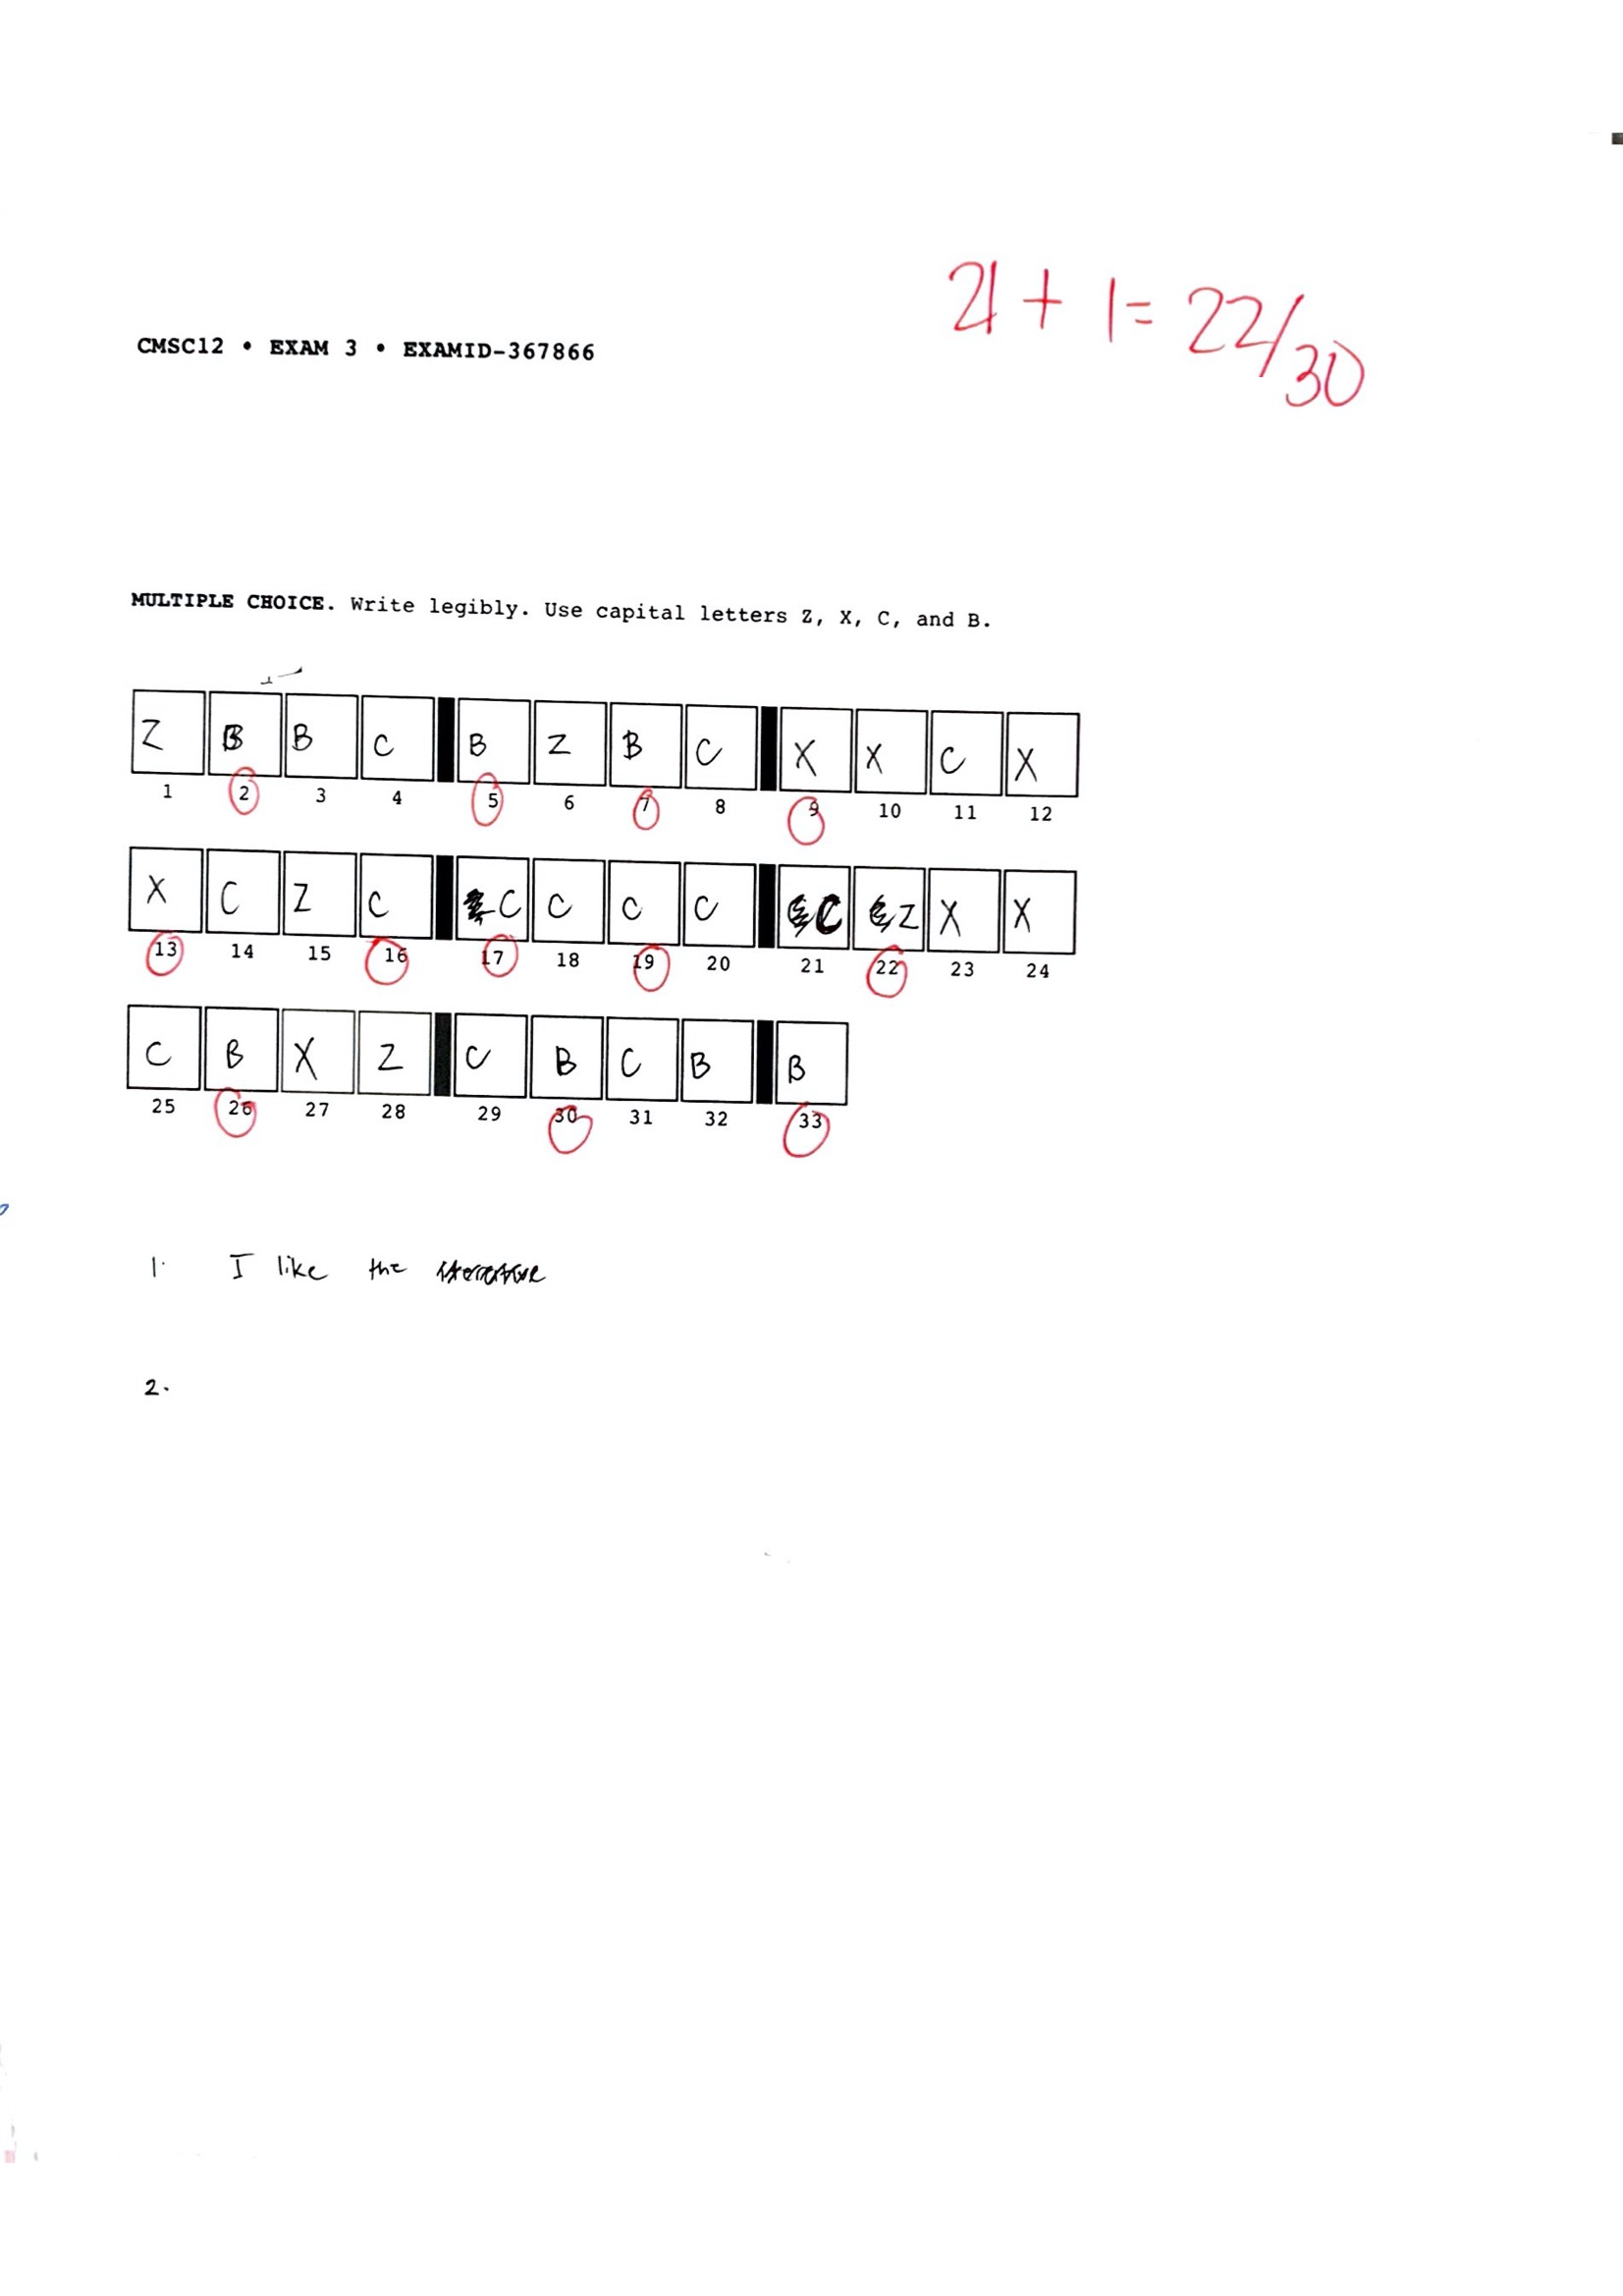 21 + 1 = 22/30
CMSC12 • EXAM 3 • EXAMID-367866
MULTIPLE CHOICE. Write legibly. Use capital letters Z, X, C, and B.
Z B B C B Z B C X X C X
1 2 3 4 5 6 7 8 9 10 11 12
X C Z C C C C C C Z X X
13 14 15 16 17 18 19 20 21 22 23 24
C B X Z C B C B B
25 26 27 28 29 30 31 32 33
1. I like the
2.